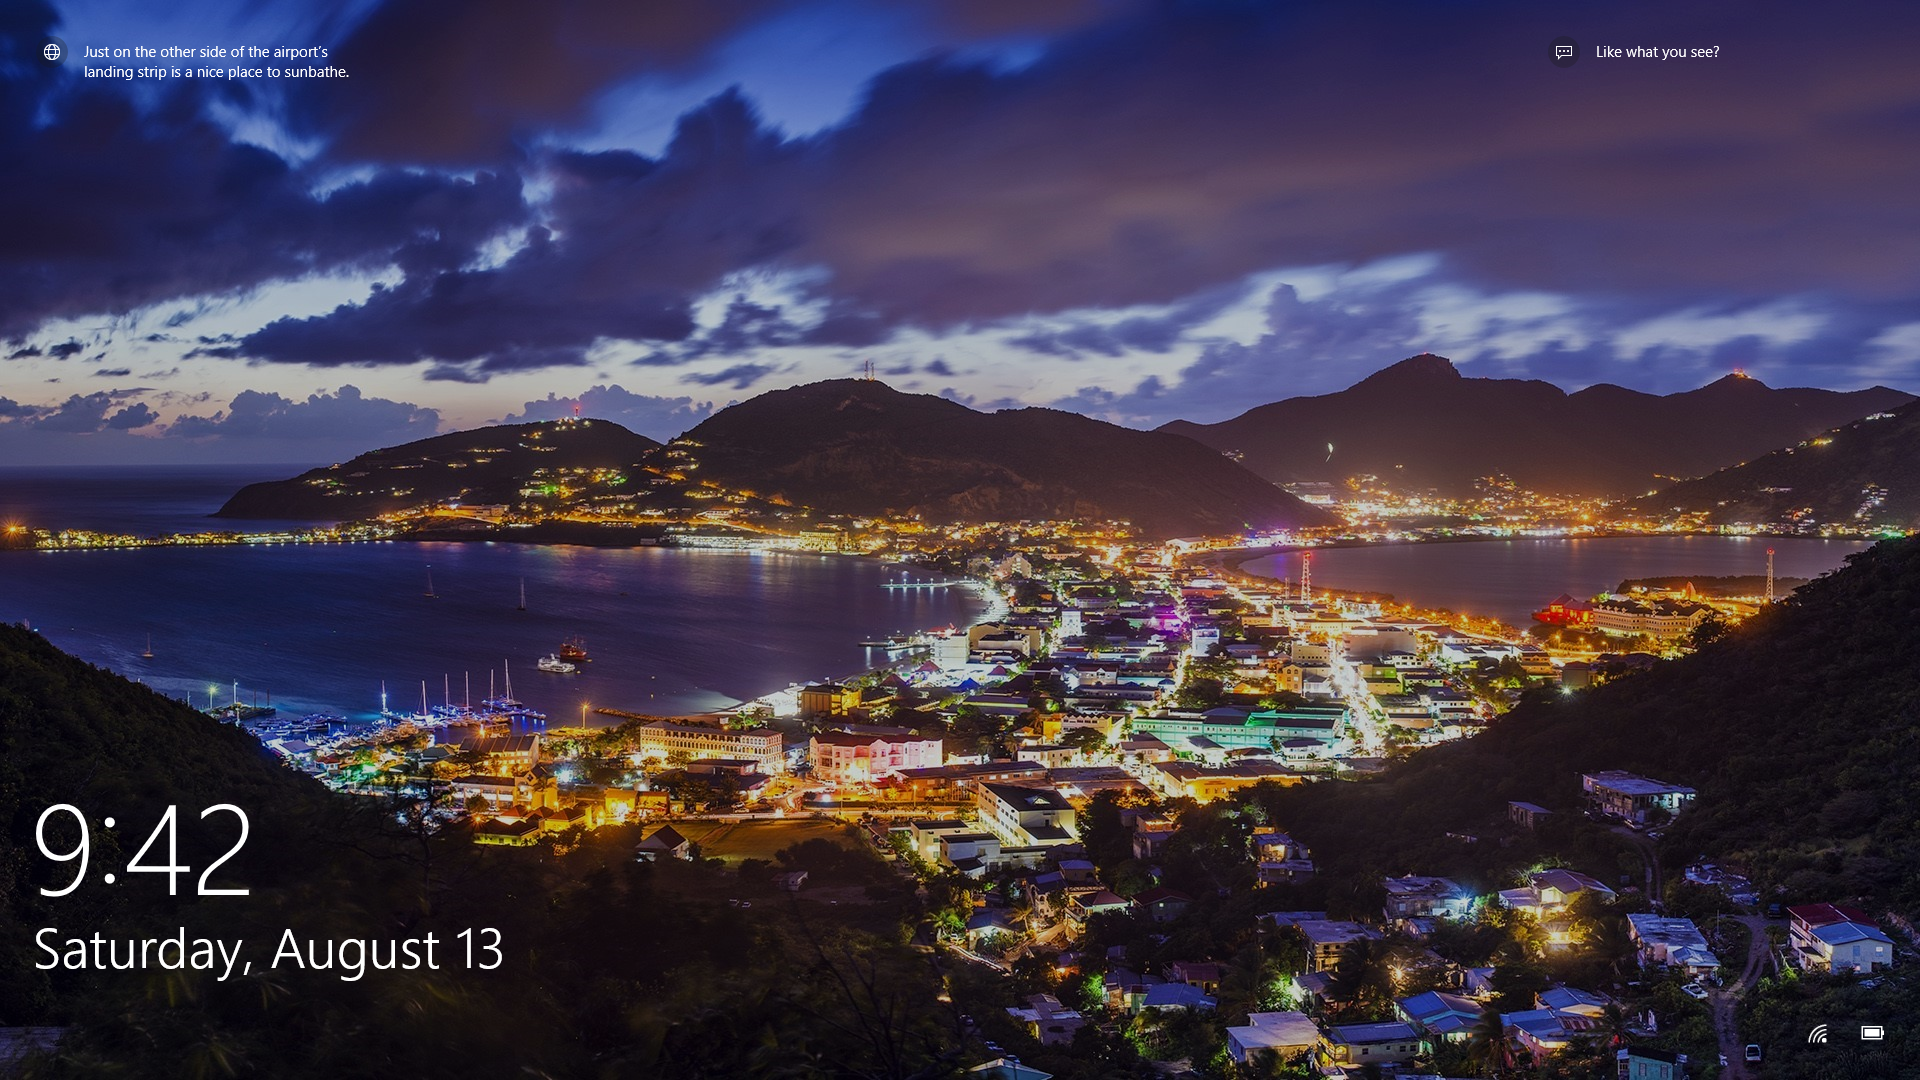 Just on the other side of the airport’s
landing strip is a nice place to sunbathe.
Like what you see?
9:42
Saturday, August 13